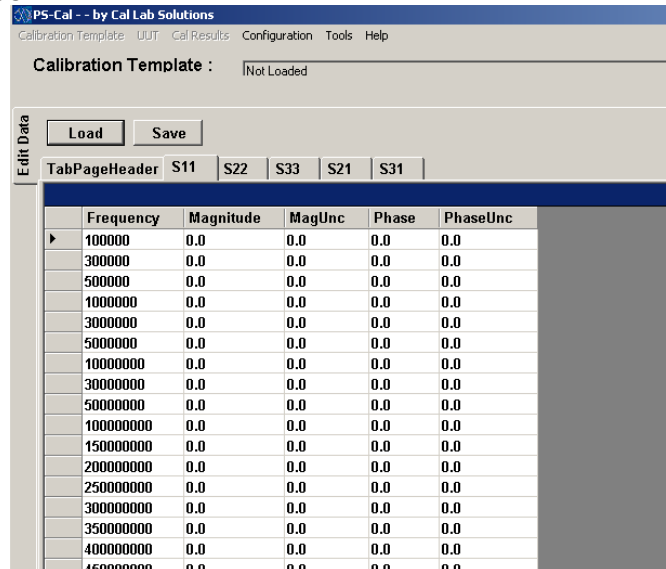 PS-Cal - - by Cal Lab Solutions
Calibration Template UUT Cal Results Configuration Tools Help
Calibration Template : Not Loaded
Edit Data
Load Save
TabPageHeader S11 S22 S33 S21 S31
Frequency Magnitude MagUnc Phase PhaseUnc
100000 0.0 0.0 0.0 0.0
300000 0.0 0.0 0.0 0.0
500000 0.0 0.0 0.0 0.0
1000000 0.0 0.0 0.0 0.0
3000000 0.0 0.0 0.0 0.0
5000000 0.0 0.0 0.0 0.0
10000000 0.0 0.0 0.0 0.0
30000000 0.0 0.0 0.0 0.0
50000000 0.0 0.0 0.0 0.0
100000000 0.0 0.0 0.0 0.0
150000000 0.0 0.0 0.0 0.0
200000000 0.0 0.0 0.0 0.0
250000000 0.0 0.0 0.0 0.0
300000000 0.0 0.0 0.0 0.0
350000000 0.0 0.0 0.0 0.0
400000000 0.0 0.0 0.0 0.0